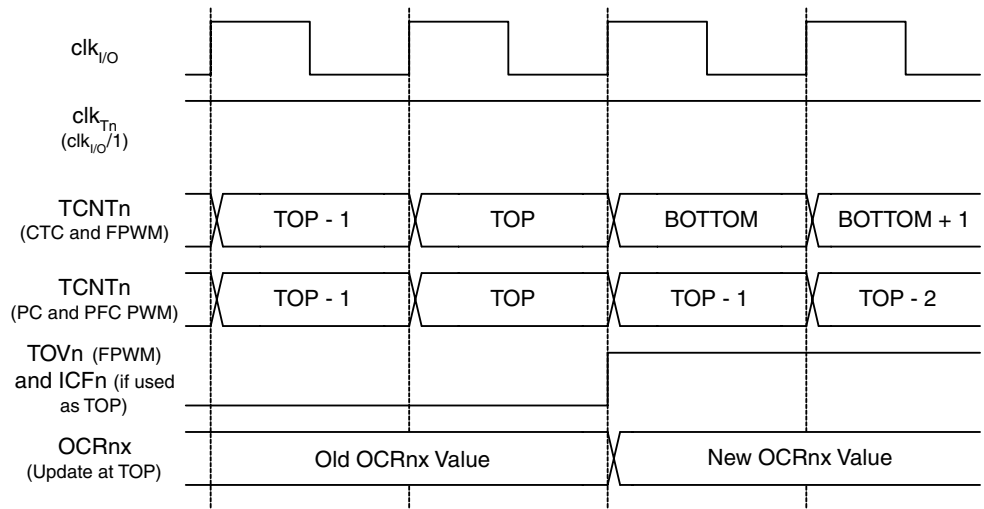 clkI/O
clkTn
(clkI/O/1)
TCNTn
(CTC and FPWM)
TOP - 1
TOP
BOTTOM
BOTTOM + 1
TCNTn
(PC and PFC PWM)
TOP - 1
TOP
TOP - 1
TOP - 2
TOVn (FPWM)
and ICFn (if used
as TOP)
OCRnx
(Update at TOP)
Old OCRnx Value
New OCRnx Value